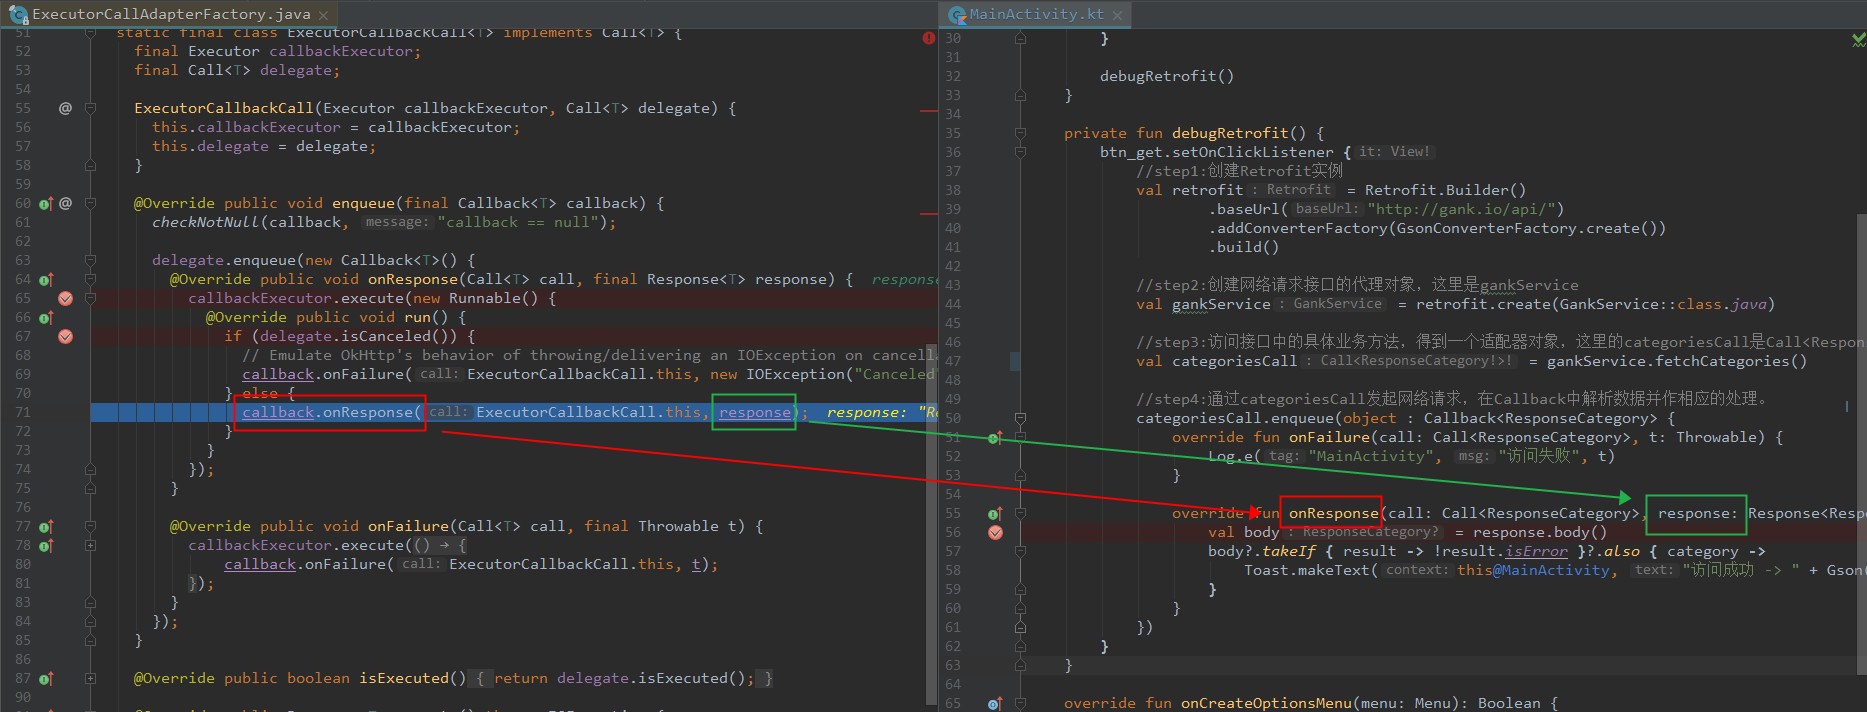 ExecutorCallAdapterFactory.java
51 static final class ExecutorCallbackCall<T> implements Call<T> {
52 final Executor callbackExecutor;
53 final Call<T> delegate;
54
55 @ ExecutorCallbackCall(Executor callbackExecutor, Call<T> delegate) {
56 this.callbackExecutor = callbackExecutor;
57 this.delegate = delegate;
58 }
59
60 @ @Override public void enqueue(final Callback<T> callback) {
61 checkNotNull(callback, message: "callback == null");
62
63 delegate.enqueue(new Callback<T>() {
64 @Override public void onResponse(Call<T> call, final Response<T> response) { response
65 callbackExecutor.execute(new Runnable() {
66 @Override public void run() {
67 if (delegate.isCanceled()) {
68 // Emulate OkHttp's behavior of throwing/delivering an IOException on cancell
69 callback.onFailure( call: ExecutorCallbackCall.this, new IOException("Canceled"
70 } else {
71 callback.onResponse( call: ExecutorCallbackCall.this, response); response: "Re
72 }
73 }
74 });
75 }
76
77 @Override public void onFailure(Call<T> call, final Throwable t) {
78 callbackExecutor.execute(() → {
80 callback.onFailure( call: ExecutorCallbackCall.this, t);
81 });
83 }
84 });
85 }
86
87 @Override public boolean isExecuted() { return delegate.isExecuted(); }
90
MainActivity.kt
30 }
31
32 debugRetrofit()
33 }
34
35 private fun debugRetrofit() {
36 btn_get.setOnClickListener { it: View!
37 //step1:创建Retrofit实例
38 val retrofit : Retrofit = Retrofit.Builder()
39 .baseUrl( baseUrl: "http://gank.io/api/")
40 .addConverterFactory(GsonConverterFactory.create())
41 .build()
42
43 //step2:创建网络请求接口的代理对象，这里是gankService
44 val gankService : GankService = retrofit.create(GankService::class.java)
45
46 //step3:访问接口中的具体业务方法，得到一个适配器对象，这里的categoriesCall是Call<Respon
47 val categoriesCall : Call<ResponseCategory!>! = gankService.fetchCategories()
48
49 //step4:通过categoriesCall发起网络请求，在Callback中解析数据并作相应的处理。
50 categoriesCall.enqueue(object : Callback<ResponseCategory> {
51 override fun onFailure(call: Call<ResponseCategory>, t: Throwable) {
52 Log.e( tag: "MainActivity", msg: "访问失败", t)
53 }
54
55 override fun onResponse(call: Call<ResponseCategory>, response: Response<Resp
56 val body : ResponseCategory? = response.body()
57 body?.takeIf { result -> !result.isError }?.also { category ->
58 Toast.makeText( context: this@MainActivity, text: "访问成功 -> " + Gson(
59 }
60 }
61 })
62 }
63 }
64
65 override fun onCreateOptionsMenu(menu: Menu): Boolean {